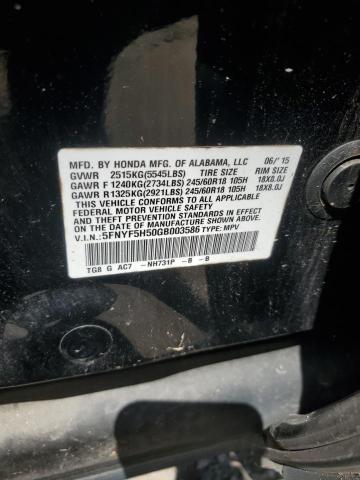 MFD. BY HONDA MFG. OF ALABAMA, LLC 06/'15
GVWR 2515KG(5545LBS) TIRE SIZE RIM SIZE
GAWR F 1240KG(2734LBS) 245/60R18 105H 18X8.0J
GAWR R 1325KG(2921LBS) 245/60R18 105H 18X8.0J
THIS VEHICLE CONFORMS TO ALL APPLICABLE
FEDERAL MOTOR VEHICLE SAFETY STANDARDS IN
EFFECT ON THE DATE OF MANUFACTURE SHOWN ABOVE.
V.I.N.: 5FNYF5H50GB003586 TYPE: MPV
TG8 G AC7 -NH731P -B -B